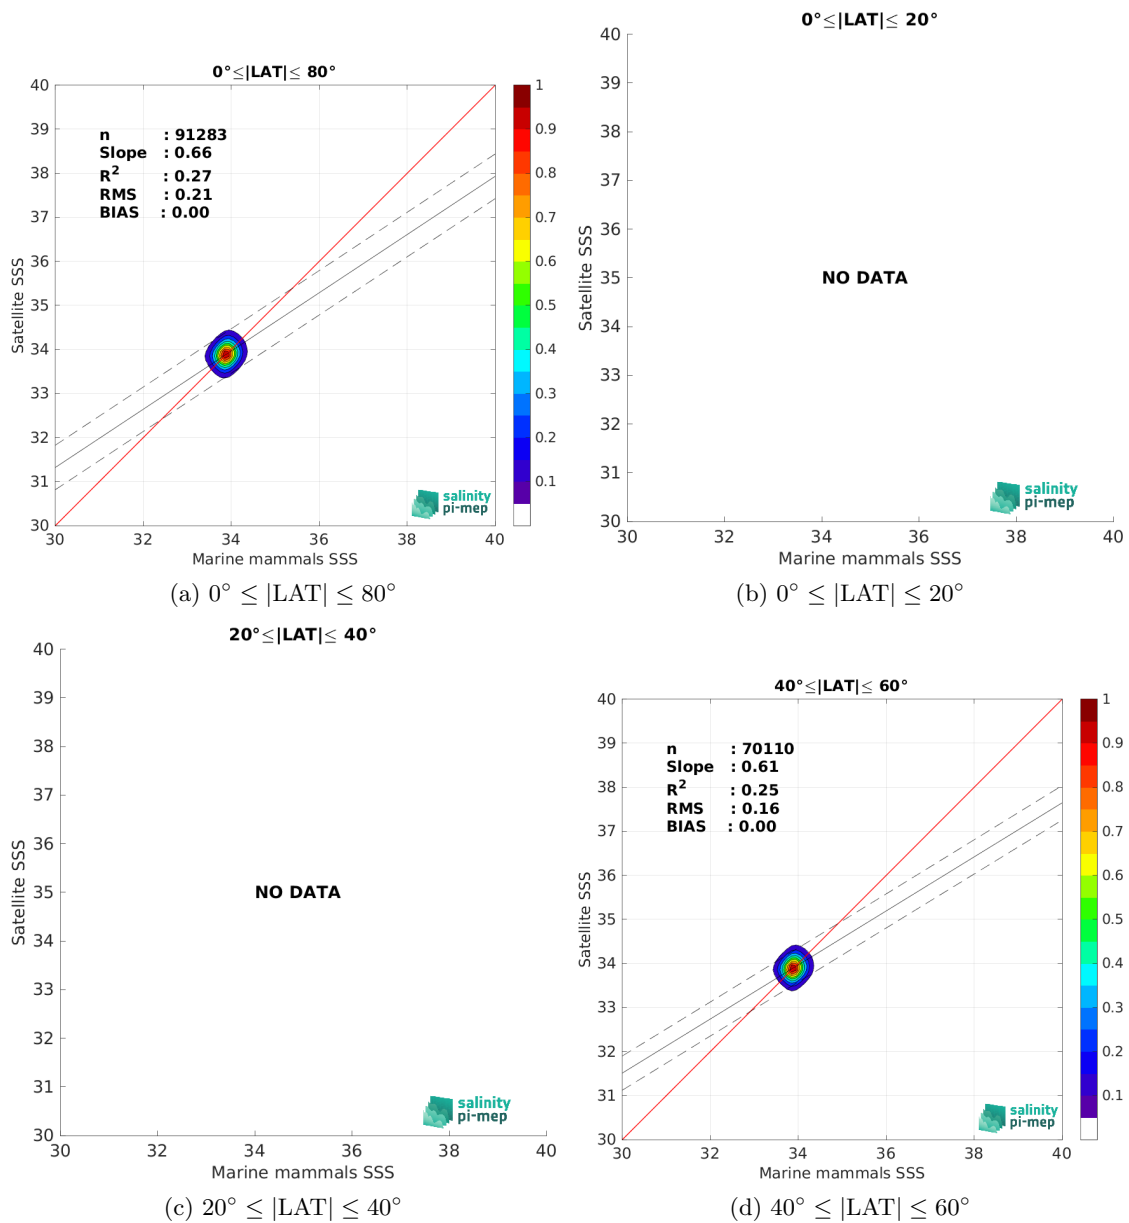 0°≤|LAT|≤ 80°
40
39
38
37
36
35
34
33
32
31
30
Satellite SSS
n : 91283
Slope : 0.66
R² : 0.27
RMS : 0.21
BIAS : 0.00
salinity
pi-mep
30 32 34 36 38 40
Marine mammals SSS
1
0.9
0.8
0.7
0.6
0.5
0.4
0.3
0.2
0.1
(a) 0° ≤ |LAT| ≤ 80°
0°≤|LAT|≤ 20°
40
39
38
37
36
35
34
33
32
31
30
Satellite SSS
NO DATA
salinity
pi-mep
30 32 34 36 38 40
Marine mammals SSS
(b) 0° ≤ |LAT| ≤ 20°
20°≤|LAT|≤ 40°
40
39
38
37
36
35
34
33
32
31
30
Satellite SSS
NO DATA
salinity
pi-mep
30 32 34 36 38 40
Marine mammals SSS
(c) 20° ≤ |LAT| ≤ 40°
40°≤|LAT|≤ 60°
40
39
38
37
36
35
34
33
32
31
30
Satellite SSS
n : 70110
Slope : 0.61
R² : 0.25
RMS : 0.16
BIAS : 0.00
salinity
pi-mep
30 32 34 36 38 40
Marine mammals SSS
1
0.9
0.8
0.7
0.6
0.5
0.4
0.3
0.2
0.1
(d) 40° ≤ |LAT| ≤ 60°